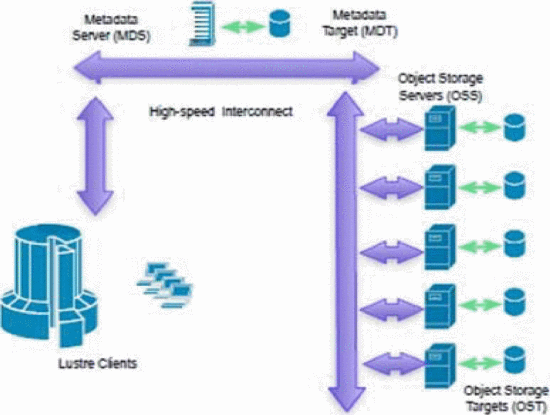 Metadata
Server (MDS)
Metadata
Target (MDT)
High-speed Interconnect
Object Storage
Servers (OSS)
Lustre Clients
Object Storage
Targets (OST)